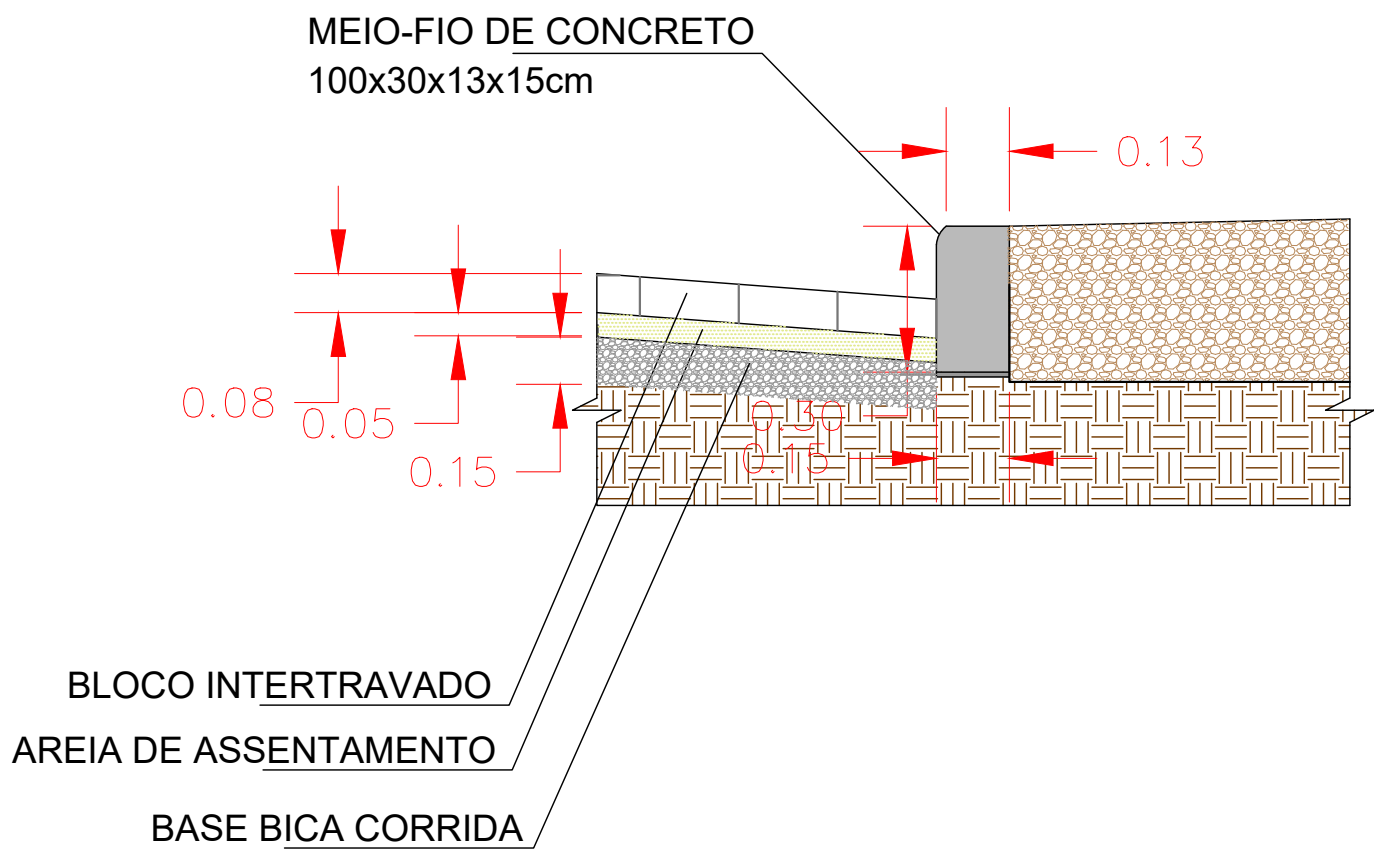 MEIO-FIO DE CONCRETO
100x30x13x15cm
0.13
0.08
0.05
0.15
0.30
0.15
BLOCO INTERTRAVADO
AREIA DE ASSENTAMENTO
BASE BICA CORRIDA